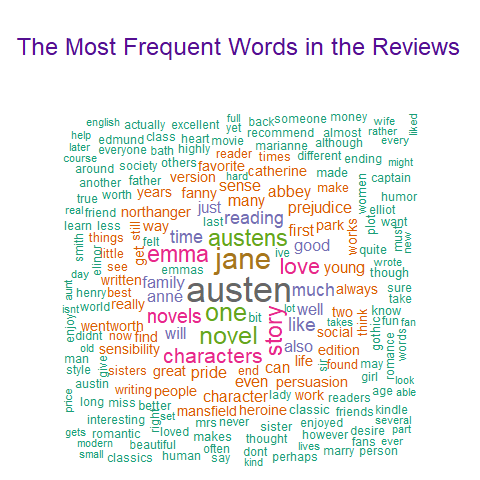 The Most Frequent Words in the Reviews
english actually excellent full back someone money wife liked
help edmund class heart yet recommend almost rather every
later everyone bath highly movie marianne although
course society others reader times different ending might
around father favorite hard catherine made captain
another version sense abbey make women humor
true worth years fanny many prejudice plot elliot
real friend northanger just last reading first park works want
learn less still way austens good must new
things get felt time ive quite wrote
smith elinor little emma jane love young though
see emmas sure
day written family austen much always take
aunt henry best anne
isnt world really novels one lot well two know
enjoy wentworth bit takes social think gothic fun fan
didnt now find will novel story like romance words
old sensibility characters also edition
man give sisters great pride end can life sir found may
style girl look
austin writing people even persuasion age able
price long miss better character lady work readers
right set mansfield heroine classic friends kindle
interesting mrs never several
gets romantic loved makes sister enjoyed desire part
modern beautiful often thought however fans ever
small classics human say dont lives marry person
kind perhaps